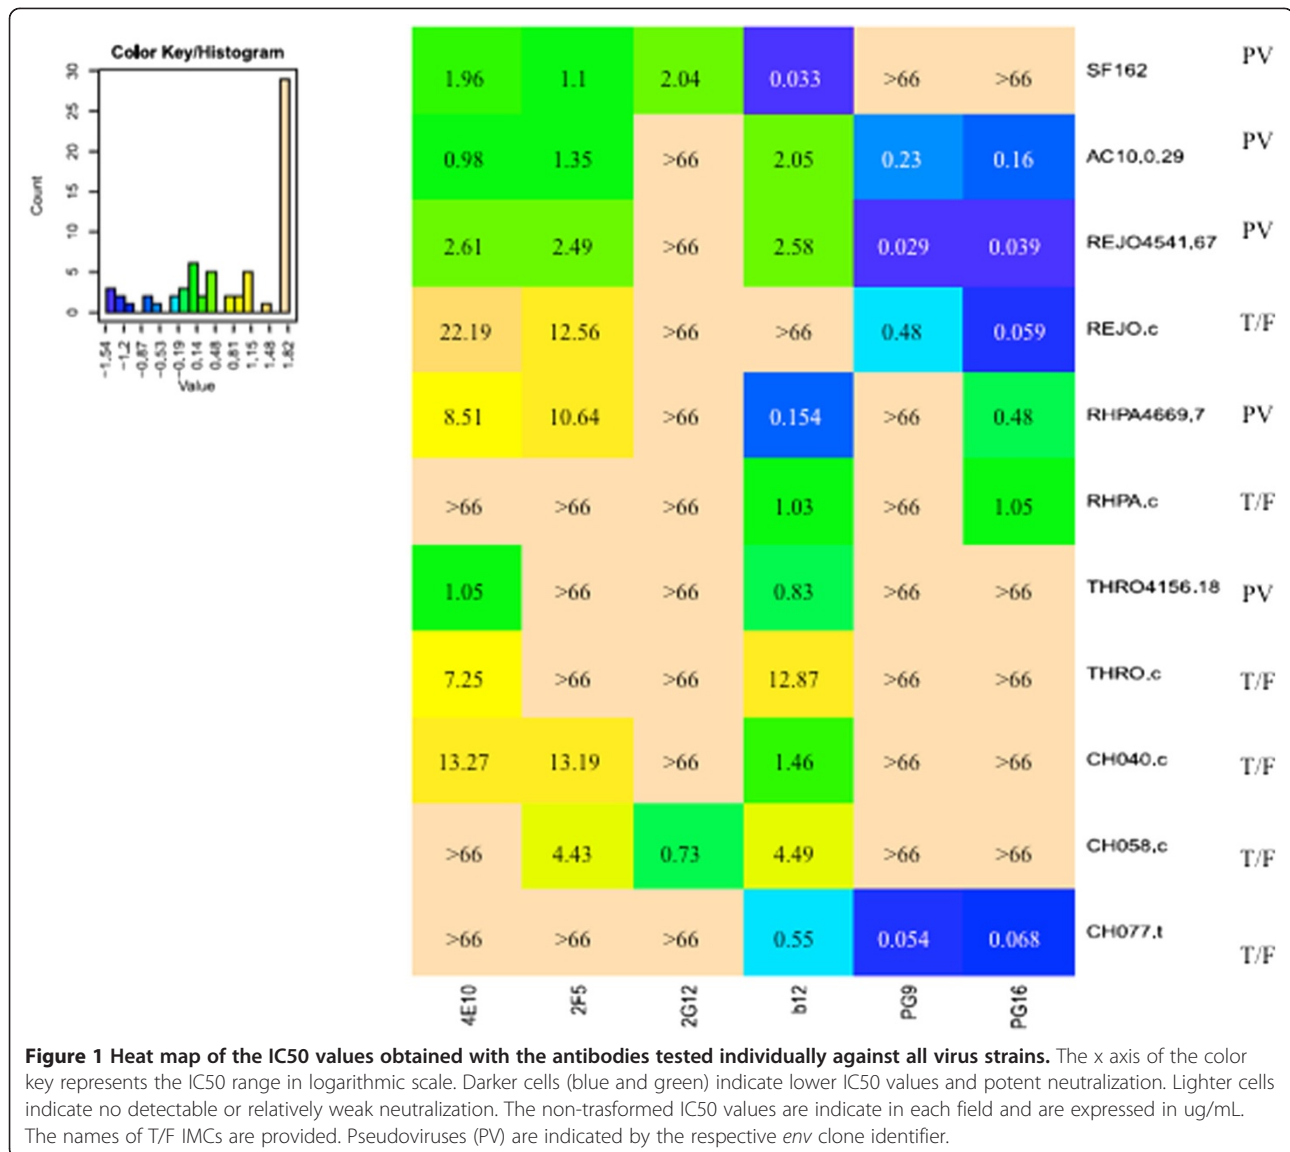 Color Key/Histogram
Count
30
25
20
15
10
5
0
-1.54
-1.2
-0.87
-0.53
-0.19
0.14
0.48
0.81
1.15
1.48
1.82
Value
1.96 1.1 2.04 0.033 >66 >66 SF162 PV
0.98 1.35 >66 2.05 0.23 0.16 AC10.0.29 PV
2.61 2.49 >66 2.58 0.029 0.039 REJO4541.67 PV
22.19 12.56 >66 >66 0.48 0.059 REJO.c T/F
8.51 10.64 >66 0.154 >66 0.48 RHPA4669.7 PV
>66 >66 >66 1.03 >66 1.05 RHPA.c T/F
1.05 >66 >66 0.83 >66 >66 THRO4156.18 PV
7.25 >66 >66 12.87 >66 >66 THRO.c T/F
13.27 13.19 >66 1.46 >66 >66 CH040.c T/F
>66 4.43 0.73 4.49 >66 >66 CH058.c T/F
>66 >66 >66 0.55 0.054 0.068 CH077.t T/F
4E10 2F5 2G12 b12 PG9 PG16
Figure 1 Heat map of the IC50 values obtained with the antibodies tested individually against all virus strains. The x axis of the color
key represents the IC50 range in logarithmic scale. Darker cells (blue and green) indicate lower IC50 values and potent neutralization. Lighter cells
indicate no detectable or relatively weak neutralization. The non-trasformed IC50 values are indicate in each field and are expressed in ug/mL.
The names of T/F IMCs are provided. Pseudoviruses (PV) are indicated by the respective env clone identifier.